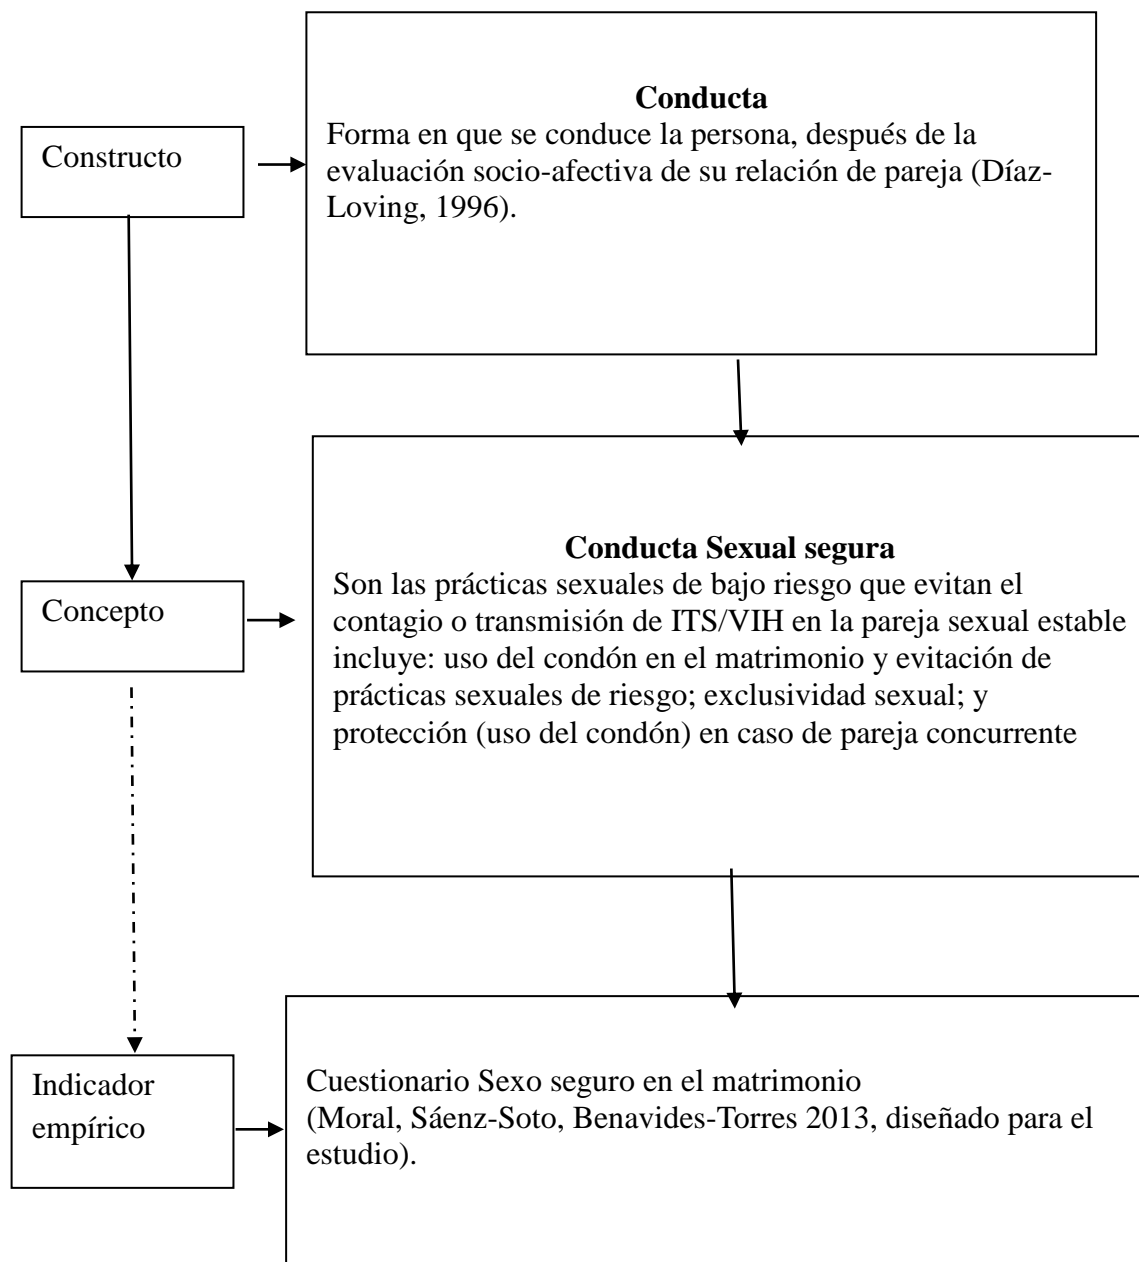 Constructo
Conducta
Forma en que se conduce la persona, después de la
evaluación socio-afectiva de su relación de pareja (Díaz-
Loving, 1996).
Concepto
Conducta Sexual segura
Son las prácticas sexuales de bajo riesgo que evitan el
contagio o transmisión de ITS/VIH en la pareja sexual estable
incluye: uso del condón en el matrimonio y evitación de
prácticas sexuales de riesgo; exclusividad sexual; y
protección (uso del condón) en caso de pareja concurrente
Indicador
empírico
Cuestionario Sexo seguro en el matrimonio
(Moral, Sáenz-Soto, Benavides-Torres 2013, diseñado para el
estudio).